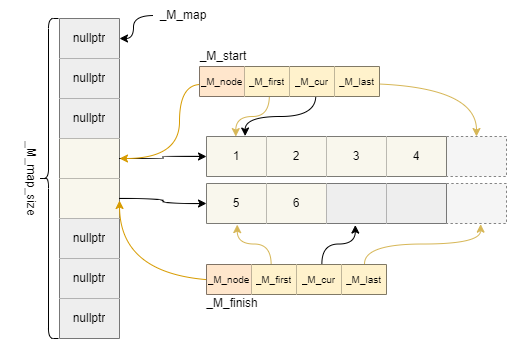 _M_map
nullptr
nullptr
nullptr
_M_start
_M_node _M_first _M_cur _M_last
1 2 3 4
_M_map_size
5 6
nullptr
nullptr
nullptr
_M_node _M_first _M_cur _M_last
_M_finish